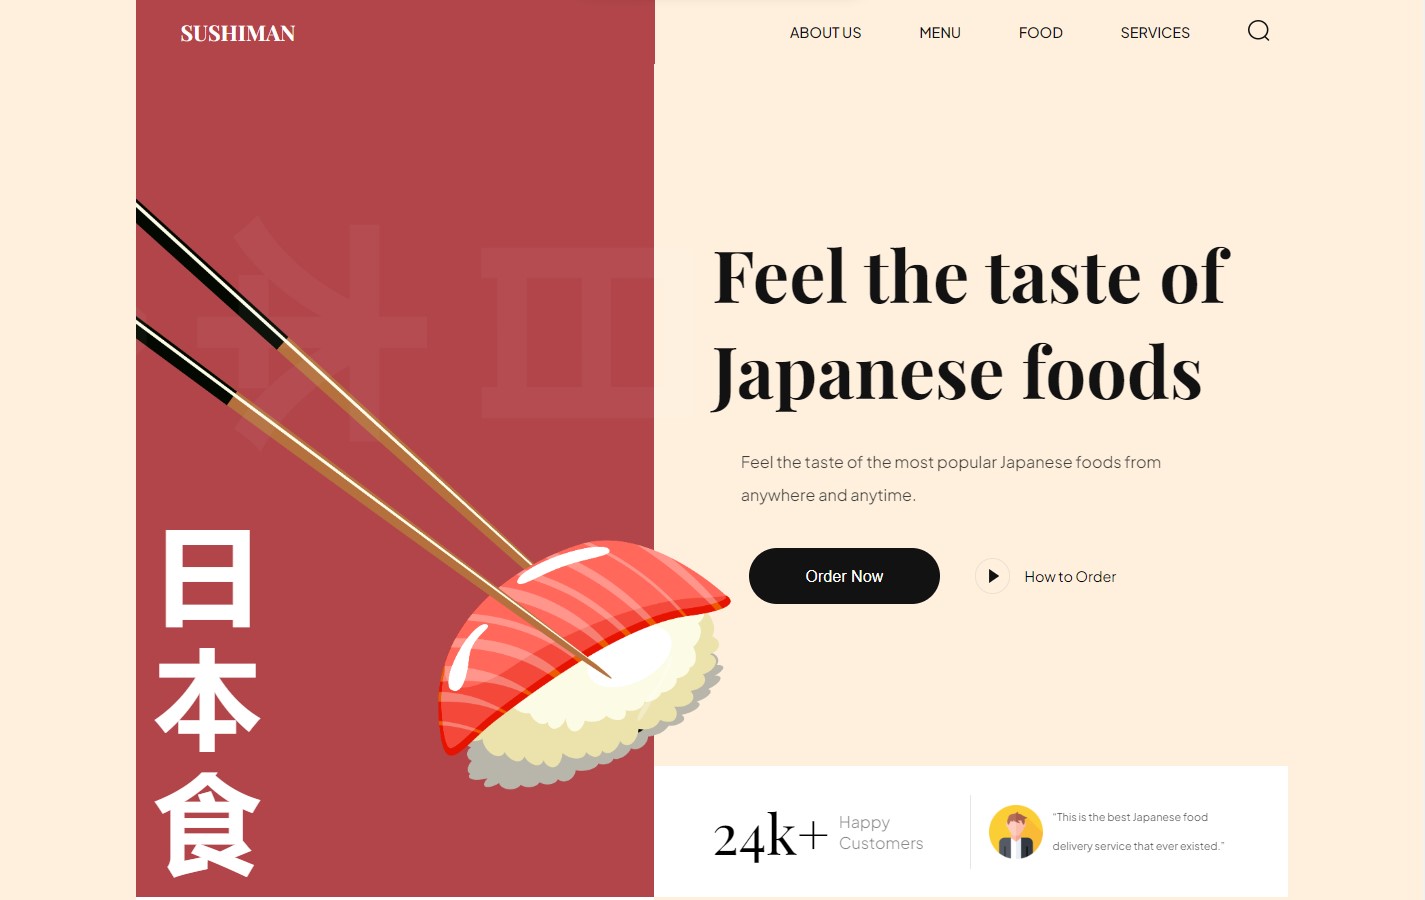 SUSHIMAN
ABOUT US
MENU
FOOD
SERVICES
Feel the taste of
Japanese foods
Feel the taste of the most popular Japanese foods from
anywhere and anytime.
Order Now
How to Order
日
本
食
24k+
Happy
Customers
"This is the best Japanese food
delivery service that ever existed."